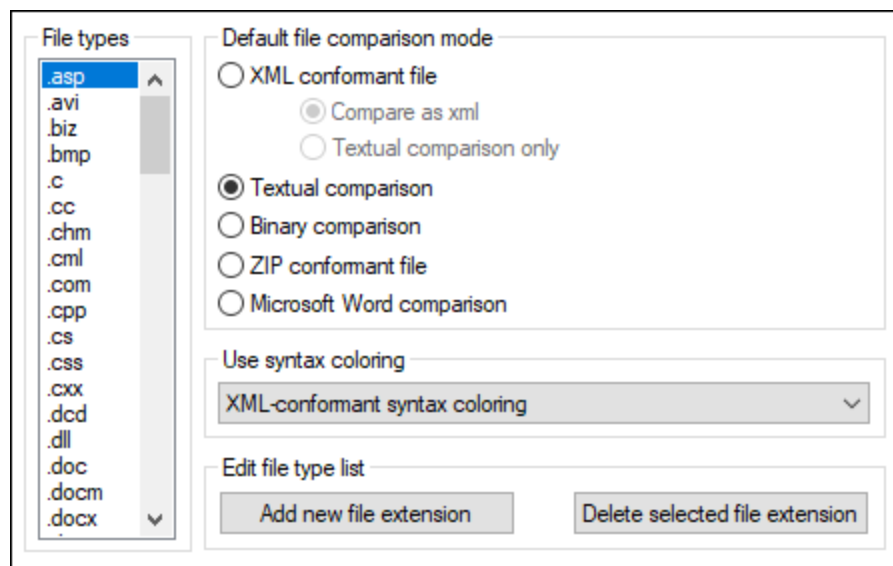 File types
.asp
.avi
.biz
.bmp
.c
.cc
.chm
.cml
.com
.cpp
.cs
.css
.cxx
.dcd
.dll
.doc
.docm
.docx
Default file comparison mode
XML conformant file
Compare as xml
Textual comparison only
Textual comparison
Binary comparison
ZIP conformant file
Microsoft Word comparison
Use syntax coloring
XML-conformant syntax coloring
Edit file type list
Add new file extension
Delete selected file extension